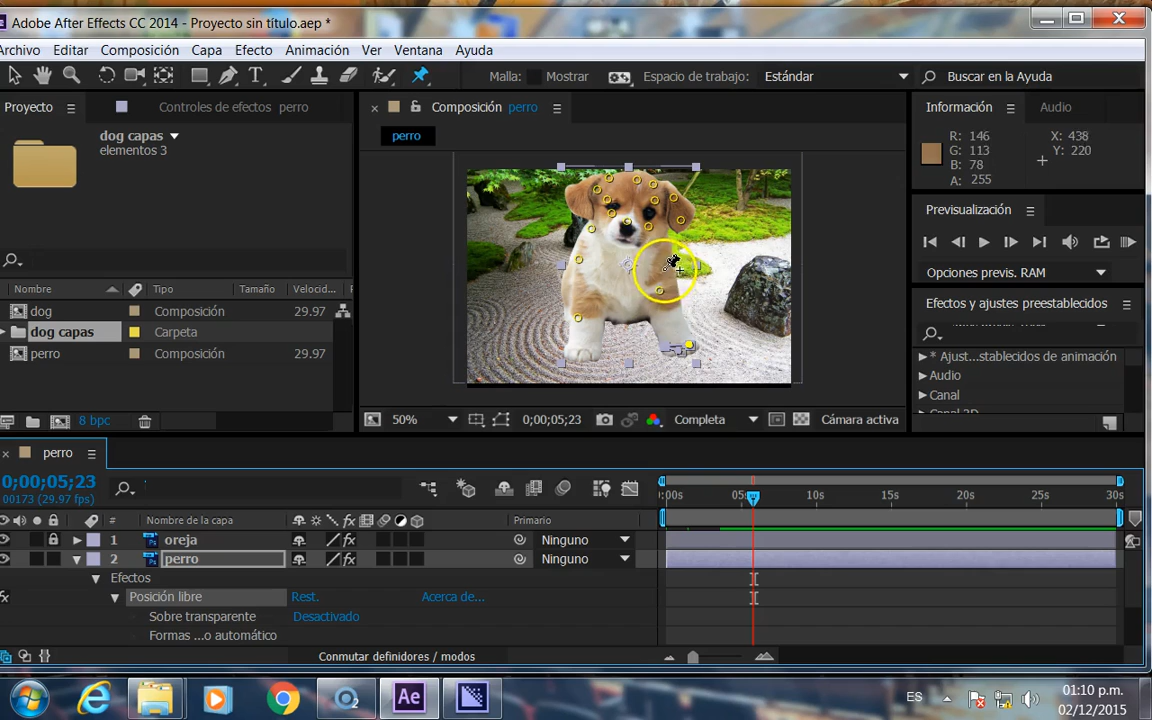 Adobe After Effects CC 2014 - Proyecto sin título.aep *
Archivo Editar Composición Capa Efecto Animación Ver Ventana Ayuda
Malla: Mostrar Espacio de trabajo: Estándar Buscar en la Ayuda
Proyecto Controles de efectos perro
Composición perro
Información Audio
dog capas
elementos 3
perro
R: 146
G: 113
B: 78
A: 255
X: 438
Y: 220
Previsualización
Opciones previs. RAM
Efectos y ajustes preestablecidos
* Ajust...stablecidos de animación
Audio
Canal
Canal 3D
Nombre Tipo Tamaño Velocid...
dog Composición 29.97
dog capas Carpeta
perro Composición 29.97
8 bpc
50% 0;00;05;23 Completa Cámara activa
perro
0;00;05;23
00173 (29.97 fps)
:00s 05s 10s 15s 20s 25s 30s
# Nombre de la capa Primario
1 oreja Ninguno
2 perro Ninguno
Efectos
Posición libre Rest. Acerca de...
Sobre transparente Desactivado
Formas ...o automático
Conmutar definidores / modos
Ae
ES 01:10 p.m.
02/12/2015